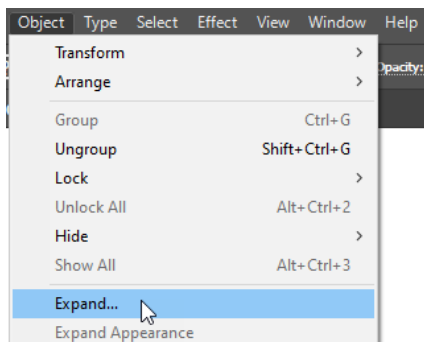 Object Type Select Effect View Window Help
Transform
Opacity:
Arrange
Group Ctrl+G
Ungroup Shift+Ctrl+G
Lock
Unlock All Alt+Ctrl+2
Hide
Show All Alt+Ctrl+3
Expand...
Expand Appearance